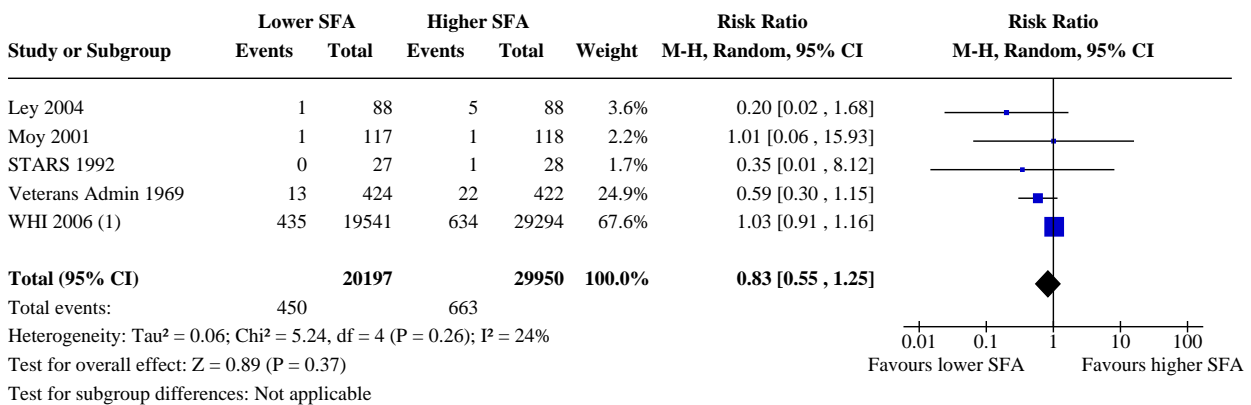 Lower SFA Higher SFA Risk Ratio Risk Ratio
Study or Subgroup Events Total Events Total Weight M-H, Random, 95% CI M-H, Random, 95% CI
Ley 2004 1 88 5 88 3.6% 0.20 [0.02 , 1.68]
Moy 2001 1 117 1 118 2.2% 1.01 [0.06 , 15.93]
STARS 1992 0 27 1 28 1.7% 0.35 [0.01 , 8.12]
Veterans Admin 1969 13 424 22 422 24.9% 0.59 [0.30 , 1.15]
WHI 2006 (1) 435 19541 634 29294 67.6% 1.03 [0.91 , 1.16]
Total (95% CI) 20197 29950 100.0% 0.83 [0.55 , 1.25]
Total events: 450 663
Heterogeneity: Tau² = 0.06; Chi² = 5.24, df = 4 (P = 0.26); I² = 24%
0.01 0.1 1 10 100
Test for overall effect: Z = 0.89 (P = 0.37) Favours lower SFA Favours higher SFA
Test for subgroup differences: Not applicable